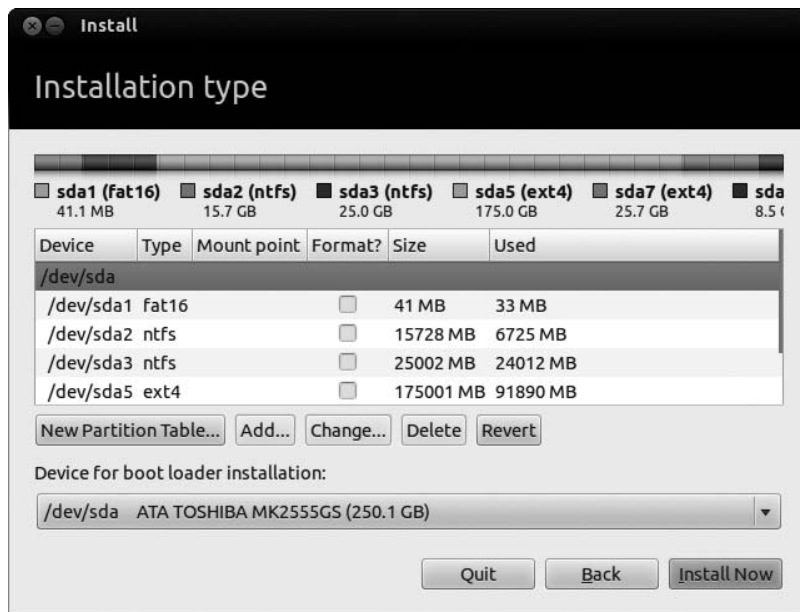 Install
Installation type
sda1 (fat16) sda2 (ntfs) sda3 (ntfs) sda5 (ext4) sda7 (ext4) sda
41.1 MB 15.7 GB 25.0 GB 175.0 GB 25.7 GB 8.5 (
Device Type Mount point Format? Size Used
/dev/sda
/dev/sda1 fat16 41 MB 33 MB
/dev/sda2 ntfs 15728 MB 6725 MB
/dev/sda3 ntfs 25002 MB 24012 MB
/dev/sda5 ext4 175001 MB 91890 MB
New Partition Table... Add... Change... Delete Revert
Device for boot loader installation:
/dev/sda ATA TOSHIBA MK2555GS (250.1 GB)
Quit Back Install Now